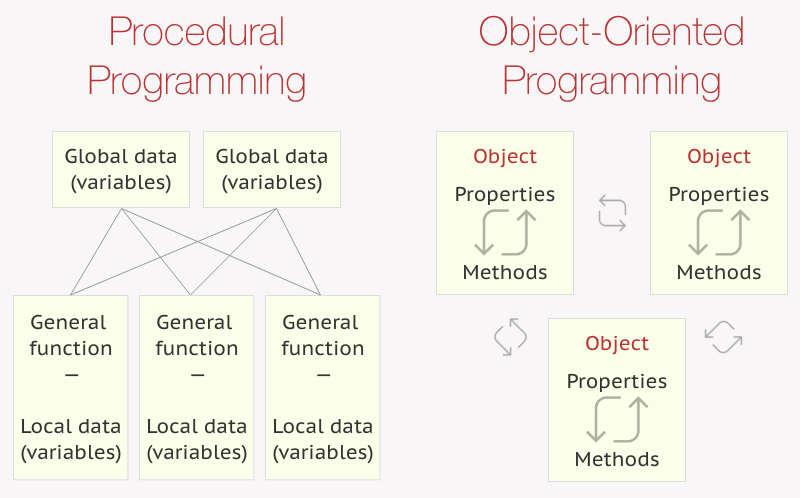 Procedural
Programming
Global data
(variables)
Global data
(variables)
General
function
—
Local data
(variables)
General
function
—
Local data
(variables)
General
function
—
Local data
(variables)
Object-Oriented
Programming
Object
Properties
Methods
Object
Properties
Methods
Object
Properties
Methods